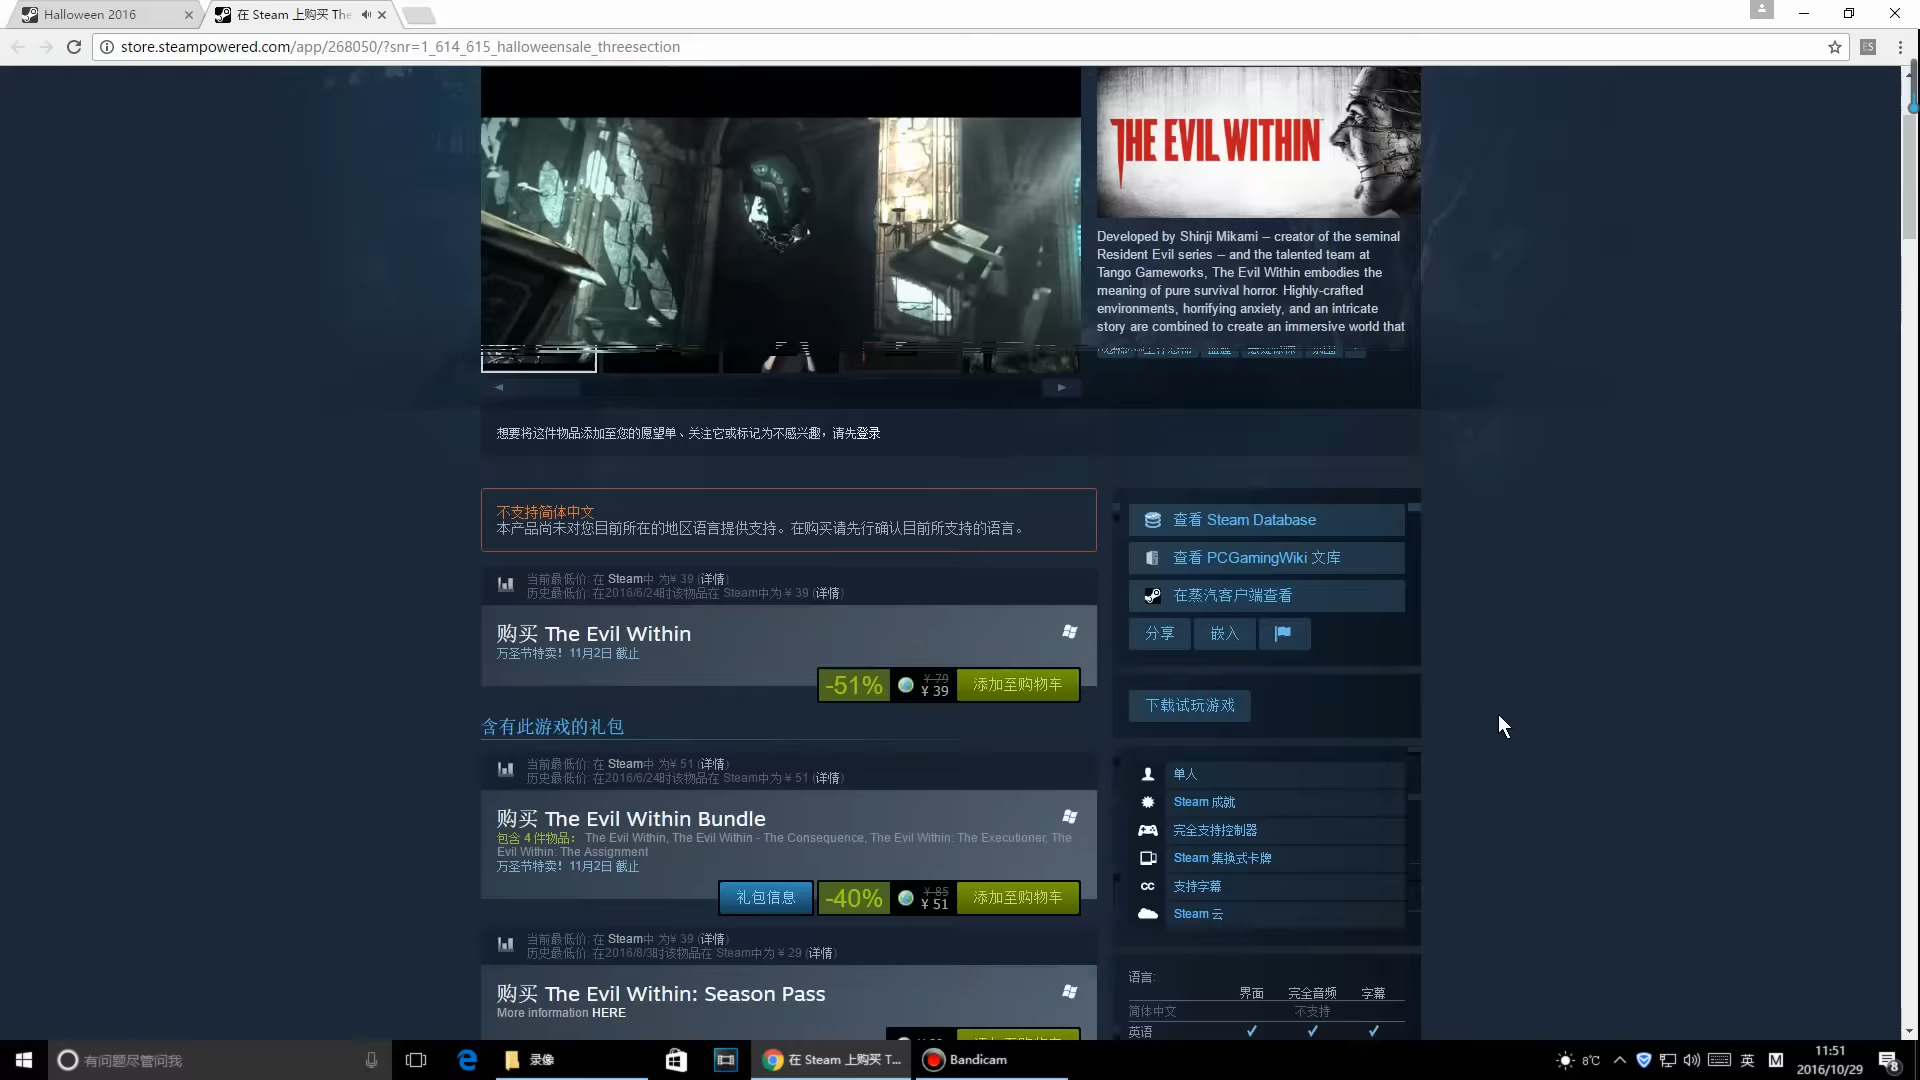 Halloween 2016
在 Steam 上购买 The
store.steampowered.com/app/268050/?snr=1_614_615_halloweensale_threesection
ES
THE EVIL WITHIN
Developed by Shinji Mikami – creator of the seminal
Resident Evil series – and the talented team at
Tango Gameworks, The Evil Within embodies the
meaning of pure survival horror. Highly-crafted
environments, horrifying anxiety, and an intricate
story are combined to create an immersive world that
想要将这件物品添加至您的愿望单、关注它或标记为不感兴趣，请先登录
不支持简体中文
本产品尚未对您目前所在的地区语言提供支持。在购买请先行确认目前所支持的语言。
当前最低价: 在 Steam中 为¥ 39 (详情)
历史最低价: 在2016/6/24时该物品在 Steam中为 ¥ 39 (详情)
购买 The Evil Within
万圣节特卖！11月2日 截止
-51%
¥ 79
¥ 39
添加至购物车
含有此游戏的礼包
当前最低价: 在 Steam中 为¥ 51 (详情)
历史最低价: 在2016/6/24时该物品在 Steam中为 ¥ 51 (详情)
购买 The Evil Within Bundle
包含 4 件物品： The Evil Within, The Evil Within - The Consequence, The Evil Within: The Executioner, The
Evil Within: The Assignment
万圣节特卖！11月2日 截止
礼包信息
-40%
¥ 85
¥ 51
添加至购物车
当前最低价: 在 Steam中 为¥ 39 (详情)
历史最低价: 在2016/8/3时该物品在 Steam中为 ¥ 29 (详情)
购买 The Evil Within: Season Pass
More information HERE
查看 Steam Database
查看 PCGamingWiki 文库
在蒸汽客户端查看
分享 嵌入
下载试玩游戏
单人
Steam 成就
完全支持控制器
Steam 集换式卡牌
CC 支持字幕
Steam 云
语言:
界面 完全音频 字幕
简体中文 不支持
英语
有问题尽管问我
录像
在 Steam 上购买 T...
Bandicam
8℃
英
M
11:51
2016/10/29
8